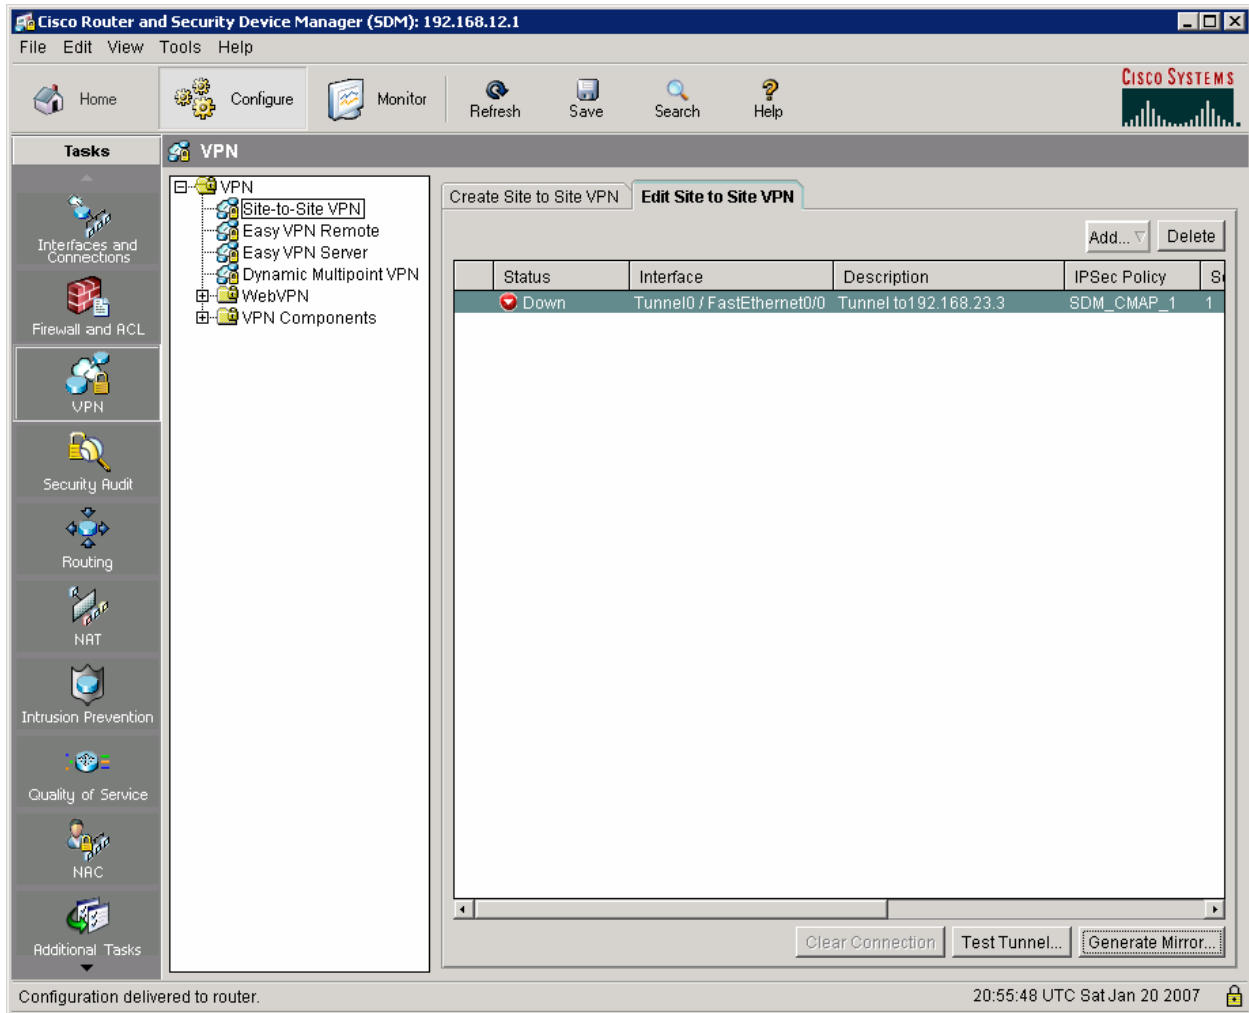 Cisco Router and Security Device Manager (SDM): 192.168.12.1
File Edit View Tools Help
Home Configure Monitor Refresh Save Search Help
CISCO SYSTEMS
Tasks
VPN
Interfaces and Connections
Firewall and ACL
VPN
Security Audit
Routing
NAT
Intrusion Prevention
Quality of Service
NAC
Additional Tasks
VPN
Site-to-Site VPN
Easy VPN Remote
Easy VPN Server
Dynamic Multipoint VPN
WebVPN
VPN Components
Create Site to Site VPN Edit Site to Site VPN
Add... Delete
Status Interface Description IPSec Policy
Down Tunnel0 / FastEthernet0/0 Tunnel to192.168.23.3 SDM_CMAP_1 1
Clear Connection Test Tunnel... Generate Mirror...
Configuration delivered to router. 20:55:48 UTC Sat Jan 20 2007